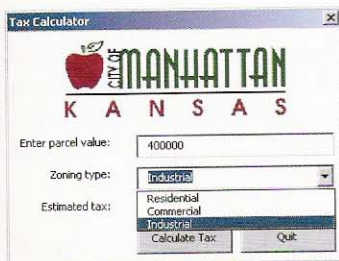 Tax Calculator
CITY OF MANHATTAN
KANSAS
Enter parcel value: 400000
Zoning type: Industrial
Residential
Estimated tax: Commercial
Industrial
Calculate Tax Quit